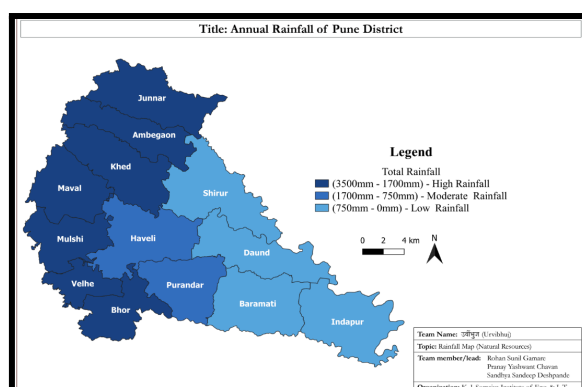 Title: Annual Rainfall of Pune District
Junnar
Ambegaon
Khed
Maval
Shirur
Mulshi
Haveli
Daund
Velhe
Purandar
Bhor
Baramati
Indapur
Legend
Total Rainfall
(3500mm - 1700mm) - High Rainfall
(1700mm - 750mm) - Moderate Rainfall
(750mm - 0mm) - Low Rainfall
0 2 4 km
N
Team Name: उर्वीभुज (Urvibhuj)
Topic: Rainfall Map (Natural Resources)
Team member/lead: Rohan Sunil Gamare
Pranay Yashwant Chavan
Sandhya Sandeep Deshpande